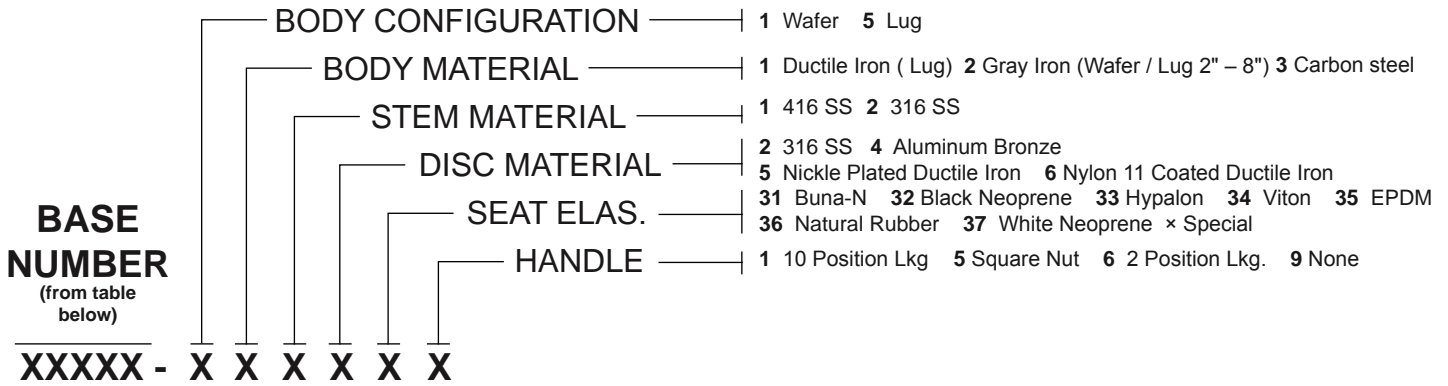 BODY CONFIGURATION 1 Wafer 5 Lug
BODY MATERIAL 1 Ductile Iron ( Lug) 2 Gray Iron (Wafer / Lug 2" – 8") 3 Carbon steel
STEM MATERIAL 1 416 SS 2 316 SS
DISC MATERIAL 2 316 SS 4 Aluminum Bronze
5 Nickle Plated Ductile Iron 6 Nylon 11 Coated Ductile Iron
SEAT ELAS. 31 Buna-N 32 Black Neoprene 33 Hypalon 34 Viton 35 EPDM
36 Natural Rubber 37 White Neoprene × Special
HANDLE 1 10 Position Lkg 5 Square Nut 6 2 Position Lkg. 9 None
BASE
NUMBER
(from table
below)
XXXXX - X X X X X X